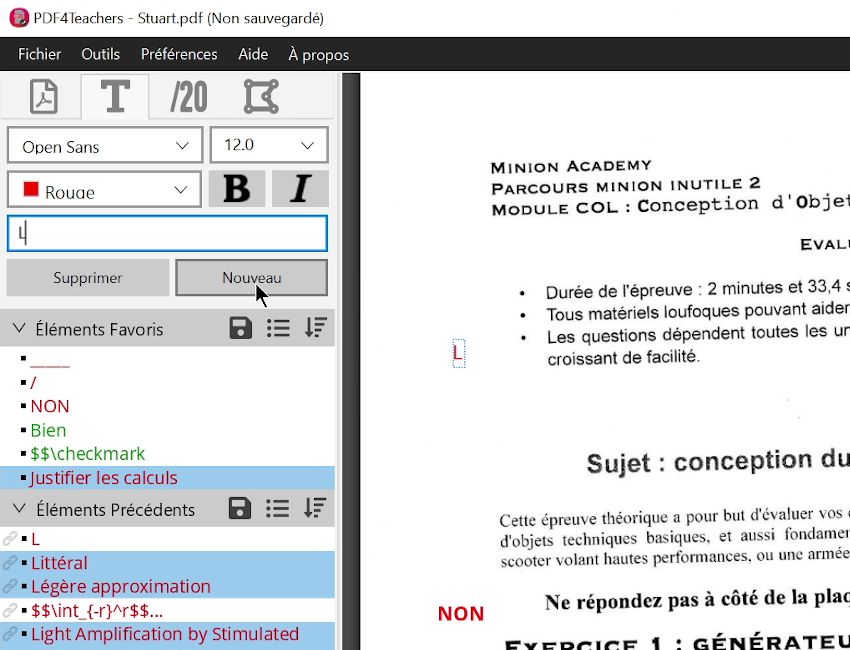 PDF4Teachers - Stuart.pdf (Non sauvegardé)
Fichier Outils Préférences Aide À propos
T /20
Open Sans 12.0
Rouge B I
L
Supprimer Nouveau
Éléments Favoris
_____
/
NON
Bien
$$\checkmark
Justifier les calculs
Éléments Précédents
L
Littéral
Légère approximation
$$\int_{-r}^r$$...
Light Amplification by Stimulated
MINION ACADEMY
PARCOURS MINION INUTILE 2
MODULE COL : Conception d'Objet
EVALU
• Durée de l'épreuve : 2 minutes et 33,4 s
• Tous matériels loufoques pouvant aider
• Les questions dépendent toutes les un
croissant de facilité.
L
Sujet : conception du
Cette épreuve théorique a pour but d'évaluer vos c
d'objets techniques basiques, et aussi fondamen
scooter volant hautes performances, ou une armée
Ne répondez pas à côté de la plaq
NON
EXERCICE 1 : GÉNÉRATEU